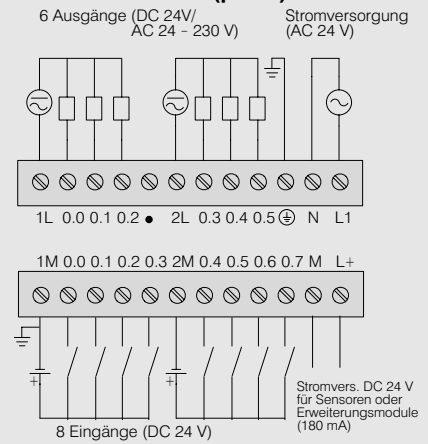 6 Ausgänge (DC 24V/
AC 24 - 230 V)
Stromversorgung
(AC 24 V)
1L 0.0 0.1 0.2 • 2L 0.3 0.4 0.5 N L1
1M 0.0 0.1 0.2 0.3 2M 0.4 0.5 0.6 0.7 M L+
+
+
Stromvers. DC 24 V
für Sensoren oder
Erweiterungsmodule
(180 mA)
8 Eingänge (DC 24 V)